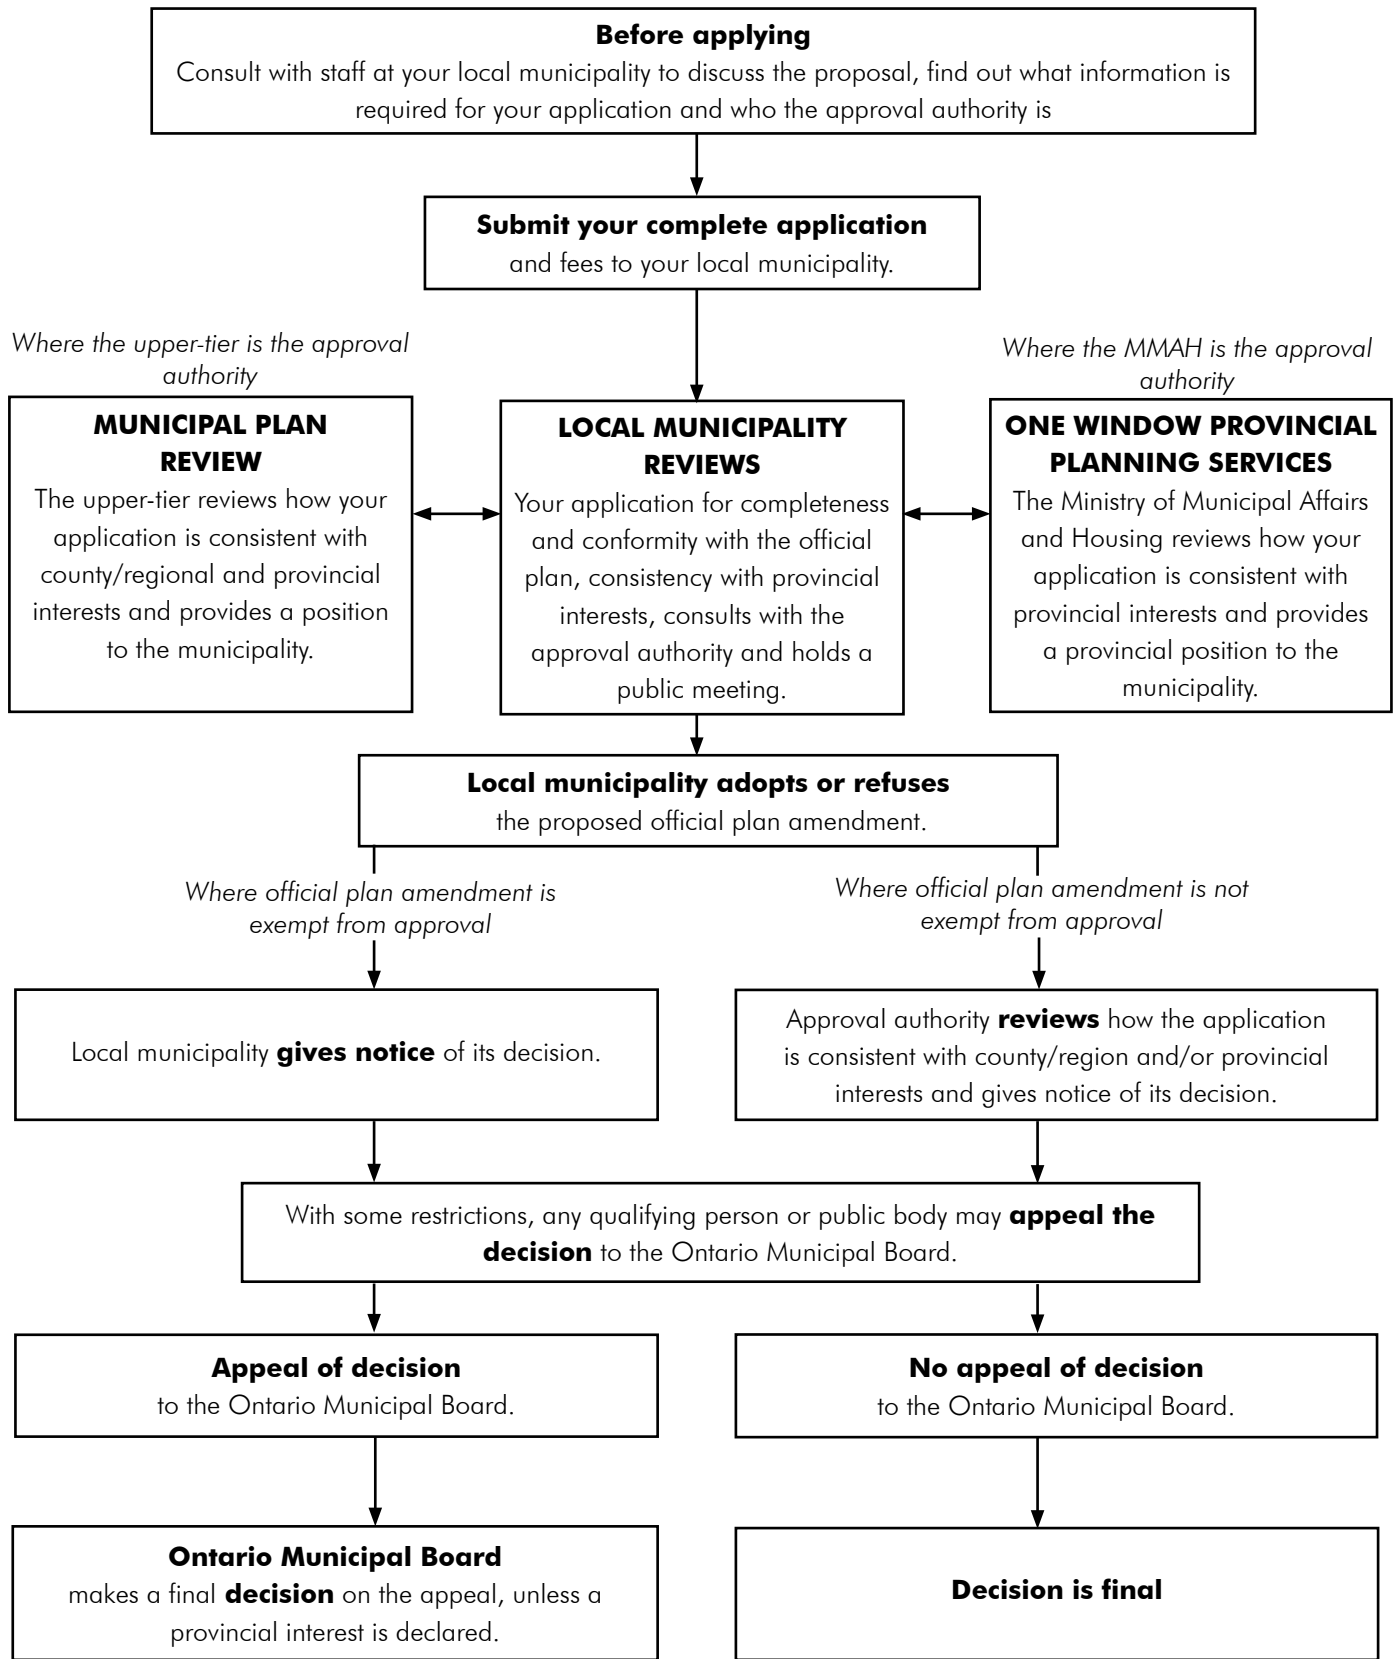 Before applying
Consult with staff at your local municipality to discuss the proposal, find out what information is
required for your application and who the approval authority is
Submit your complete application
and fees to your local municipality.
Where the upper-tier is the approval
authority
MUNICIPAL PLAN
REVIEW
The upper-tier reviews how your
application is consistent with
county/regional and provincial
interests and provides a position
to the municipality.
LOCAL MUNICIPALITY
REVIEWS
Your application for completeness
and conformity with the official
plan, consistency with provincial
interests, consults with the
approval authority and holds a
public meeting.
Where the MMAH is the approval
authority
ONE WINDOW PROVINCIAL
PLANNING SERVICES
The Ministry of Municipal Affairs
and Housing reviews how your
application is consistent with
provincial interests and provides
a provincial position to the
municipality.
Local municipality adopts or refuses
the proposed official plan amendment.
Where official plan amendment is
exempt from approval
Where official plan amendment is not
exempt from approval
Local municipality gives notice of its decision.
Approval authority reviews how the application
is consistent with county/region and/or provincial
interests and gives notice of its decision.
With some restrictions, any qualifying person or public body may appeal the
decision to the Ontario Municipal Board.
Appeal of decision
to the Ontario Municipal Board.
No appeal of decision
to the Ontario Municipal Board.
Ontario Municipal Board
makes a final decision on the appeal, unless a
provincial interest is declared.
Decision is final